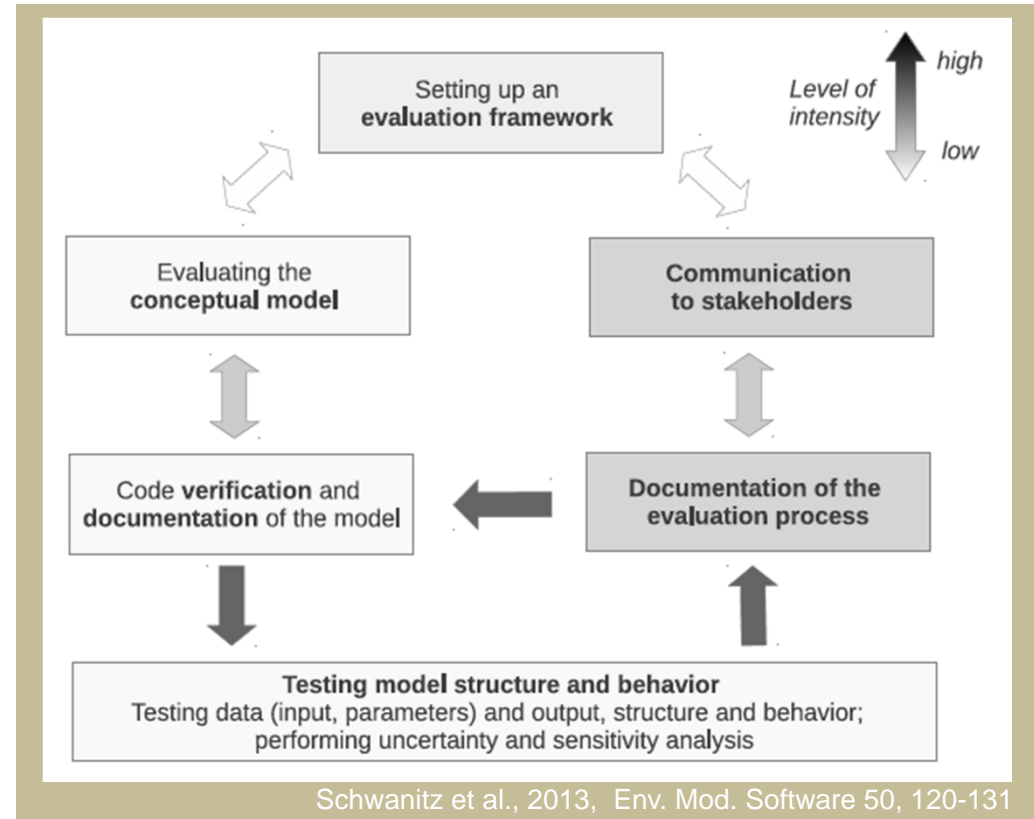 Setting up an
evaluation framework
Level of
intensity
high
low
Evaluating the
conceptual model
Communication
to stakeholders
Code verification and
documentation of the model
Documentation of the
evaluation process
Testing model structure and behavior
Testing data (input, parameters) and output, structure and behavior;
performing uncertainty and sensitivity analysis
Schwanitz et al., 2013, Env. Mod. Software 50, 120-131